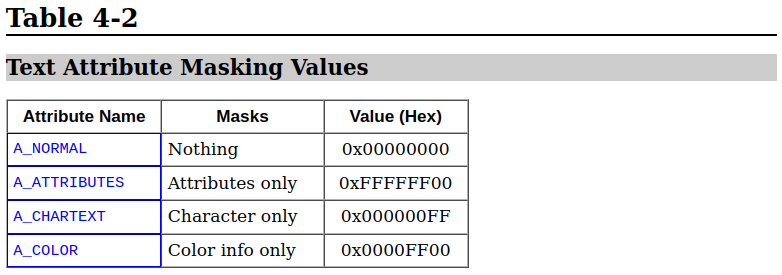 Table 4-2
Text Attribute Masking Values
Attribute Name Masks Value (Hex)
A_NORMAL Nothing 0x00000000
A_ATTRIBUTES Attributes only 0xFFFFFF00
A_CHARTEXT Character only 0x000000FF
A_COLOR Color info only 0x0000FF00